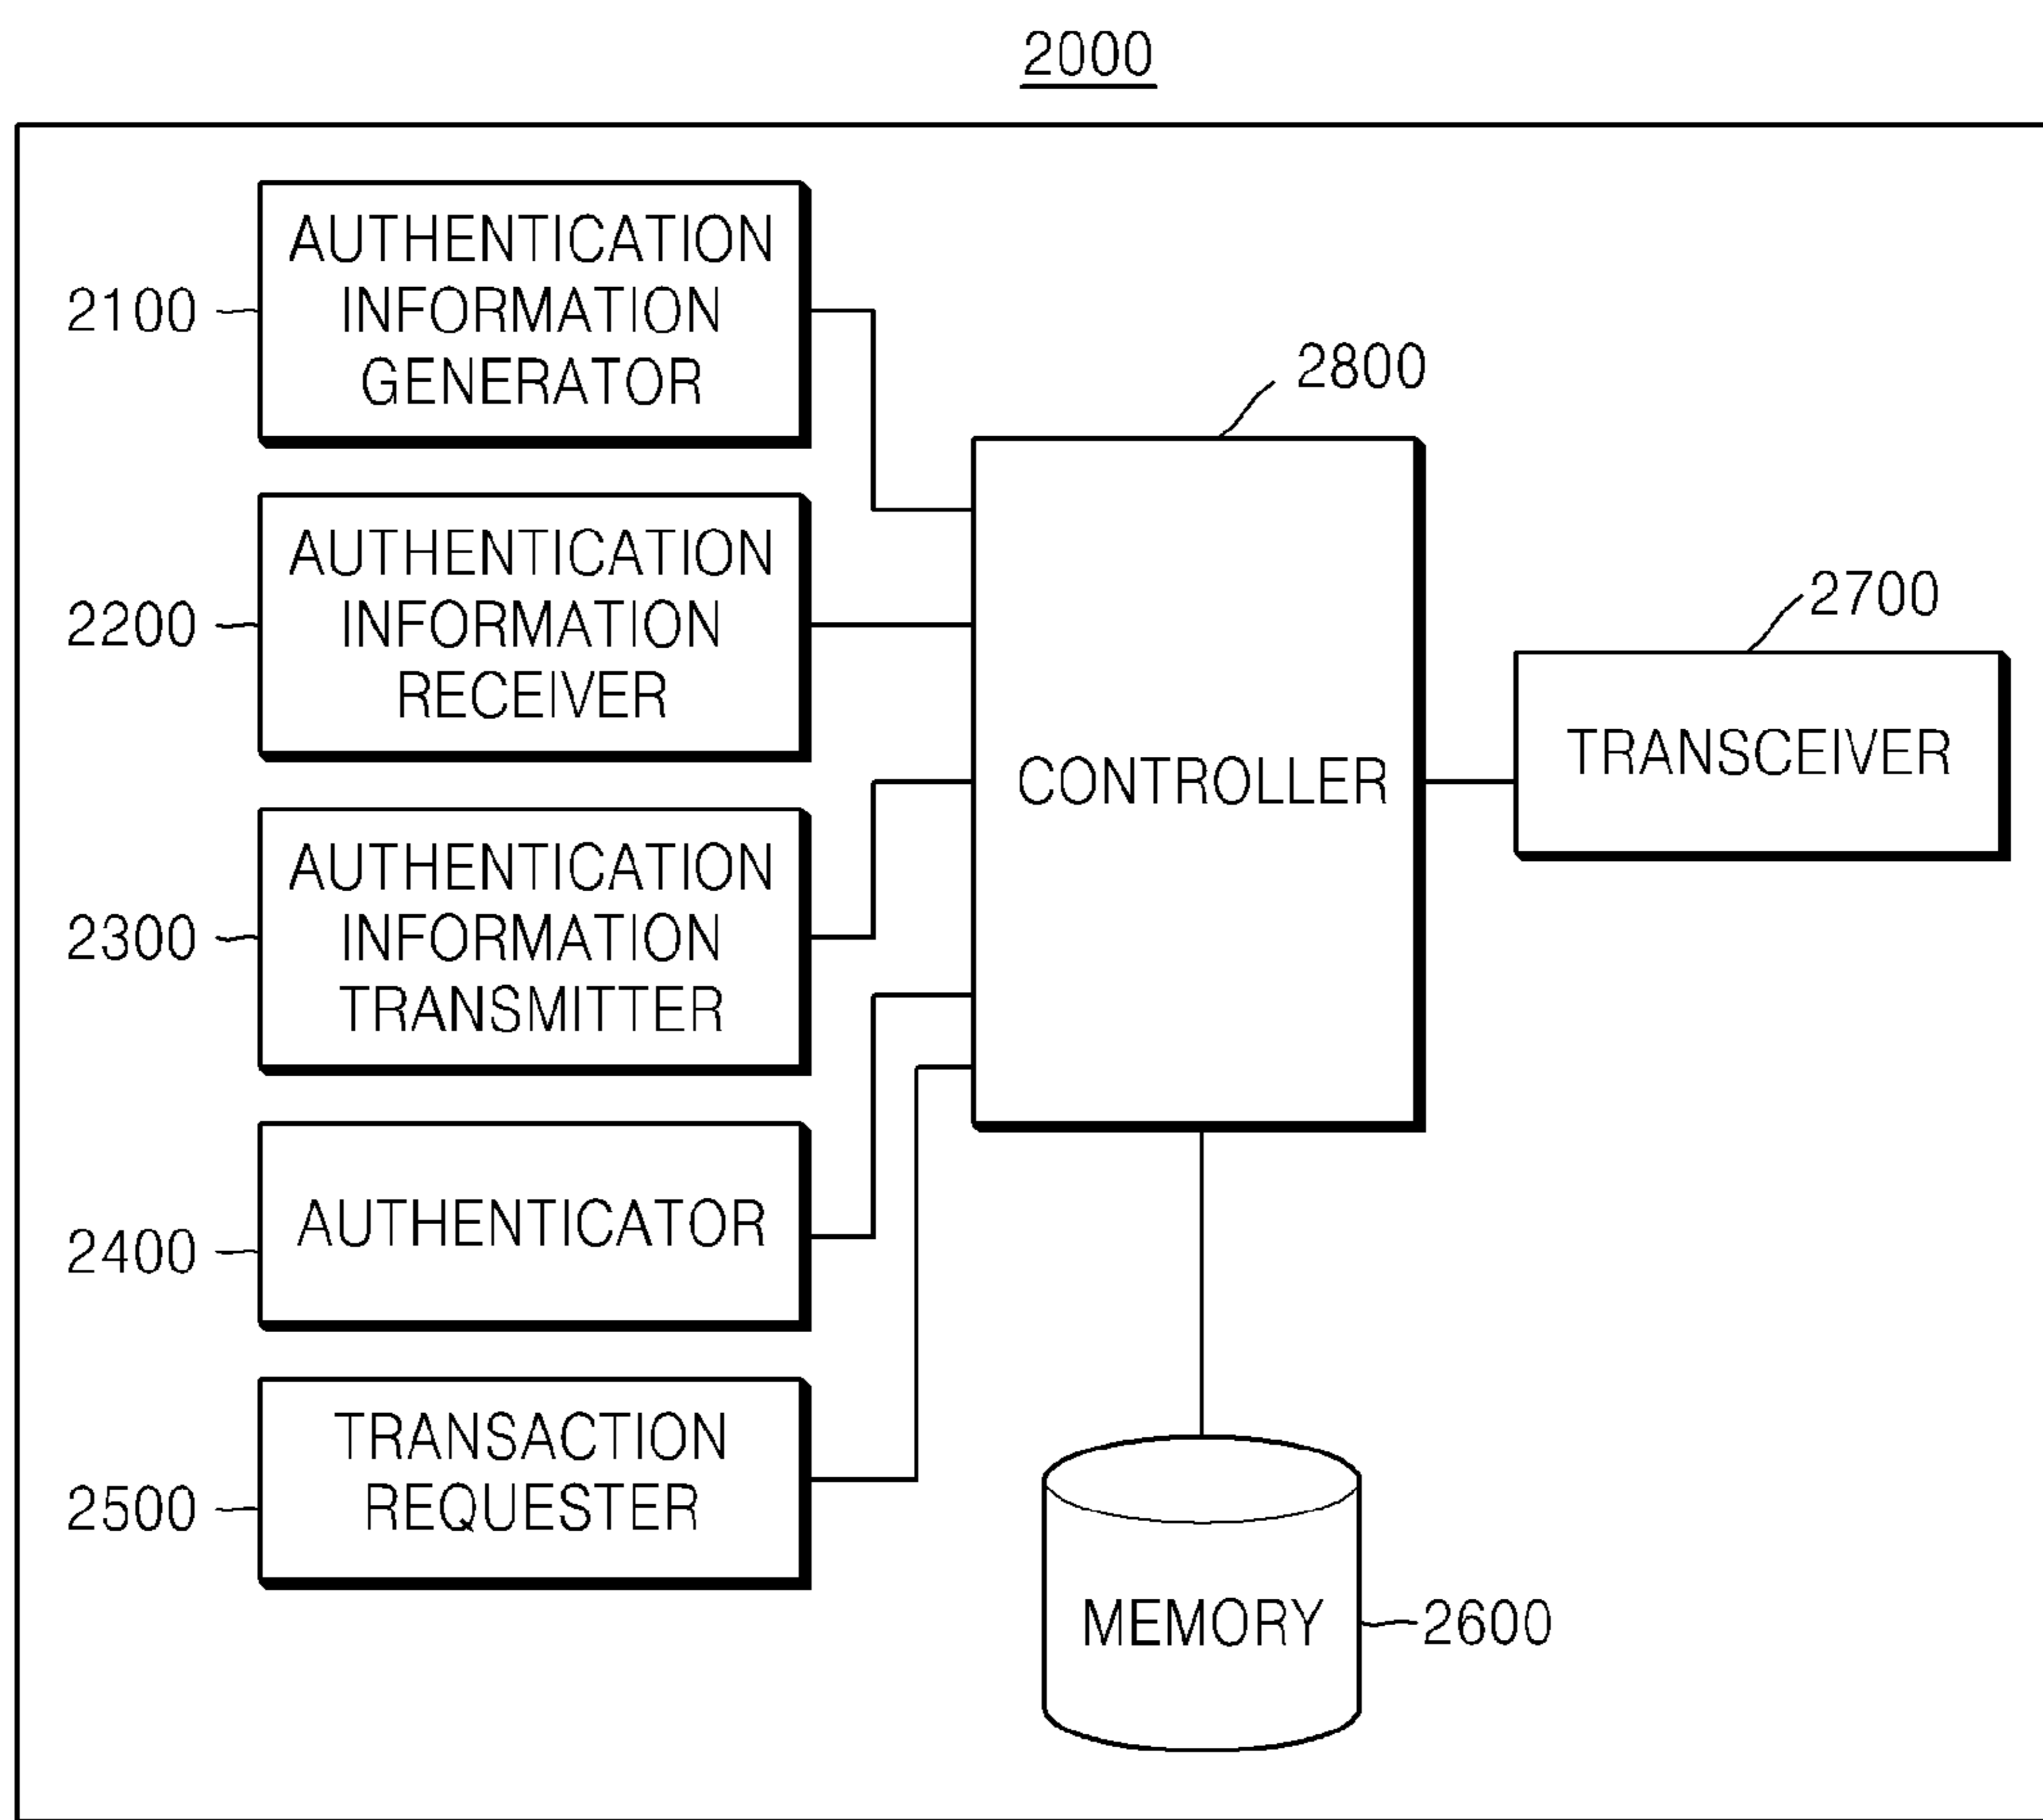 2000
2100
AUTHENTICATION
INFORMATION
GENERATOR
2200
AUTHENTICATION
INFORMATION
RECEIVER
2300
AUTHENTICATION
INFORMATION
TRANSMITTER
2400
AUTHENTICATOR
2500
TRANSACTION
REQUESTER
2800
CONTROLLER
2700
TRANSCEIVER
MEMORY
2600